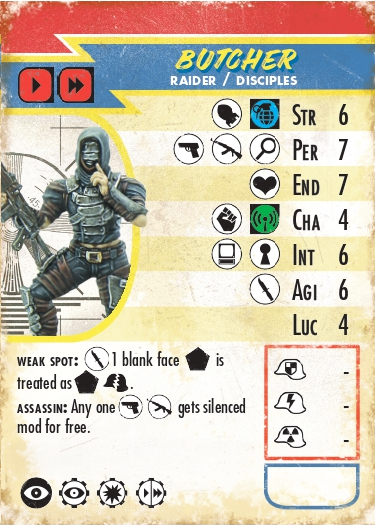 BUTCHER
RAIDER / DISCIPLES
STR 6
PER 7
END 7
CHA 4
INT 6
AGI 6
LUC 4
-45-
WEAK SPOT: 1 blank face is
treated as .
ASSASSIN: Any one gets silenced
mod for free.
-
-
-